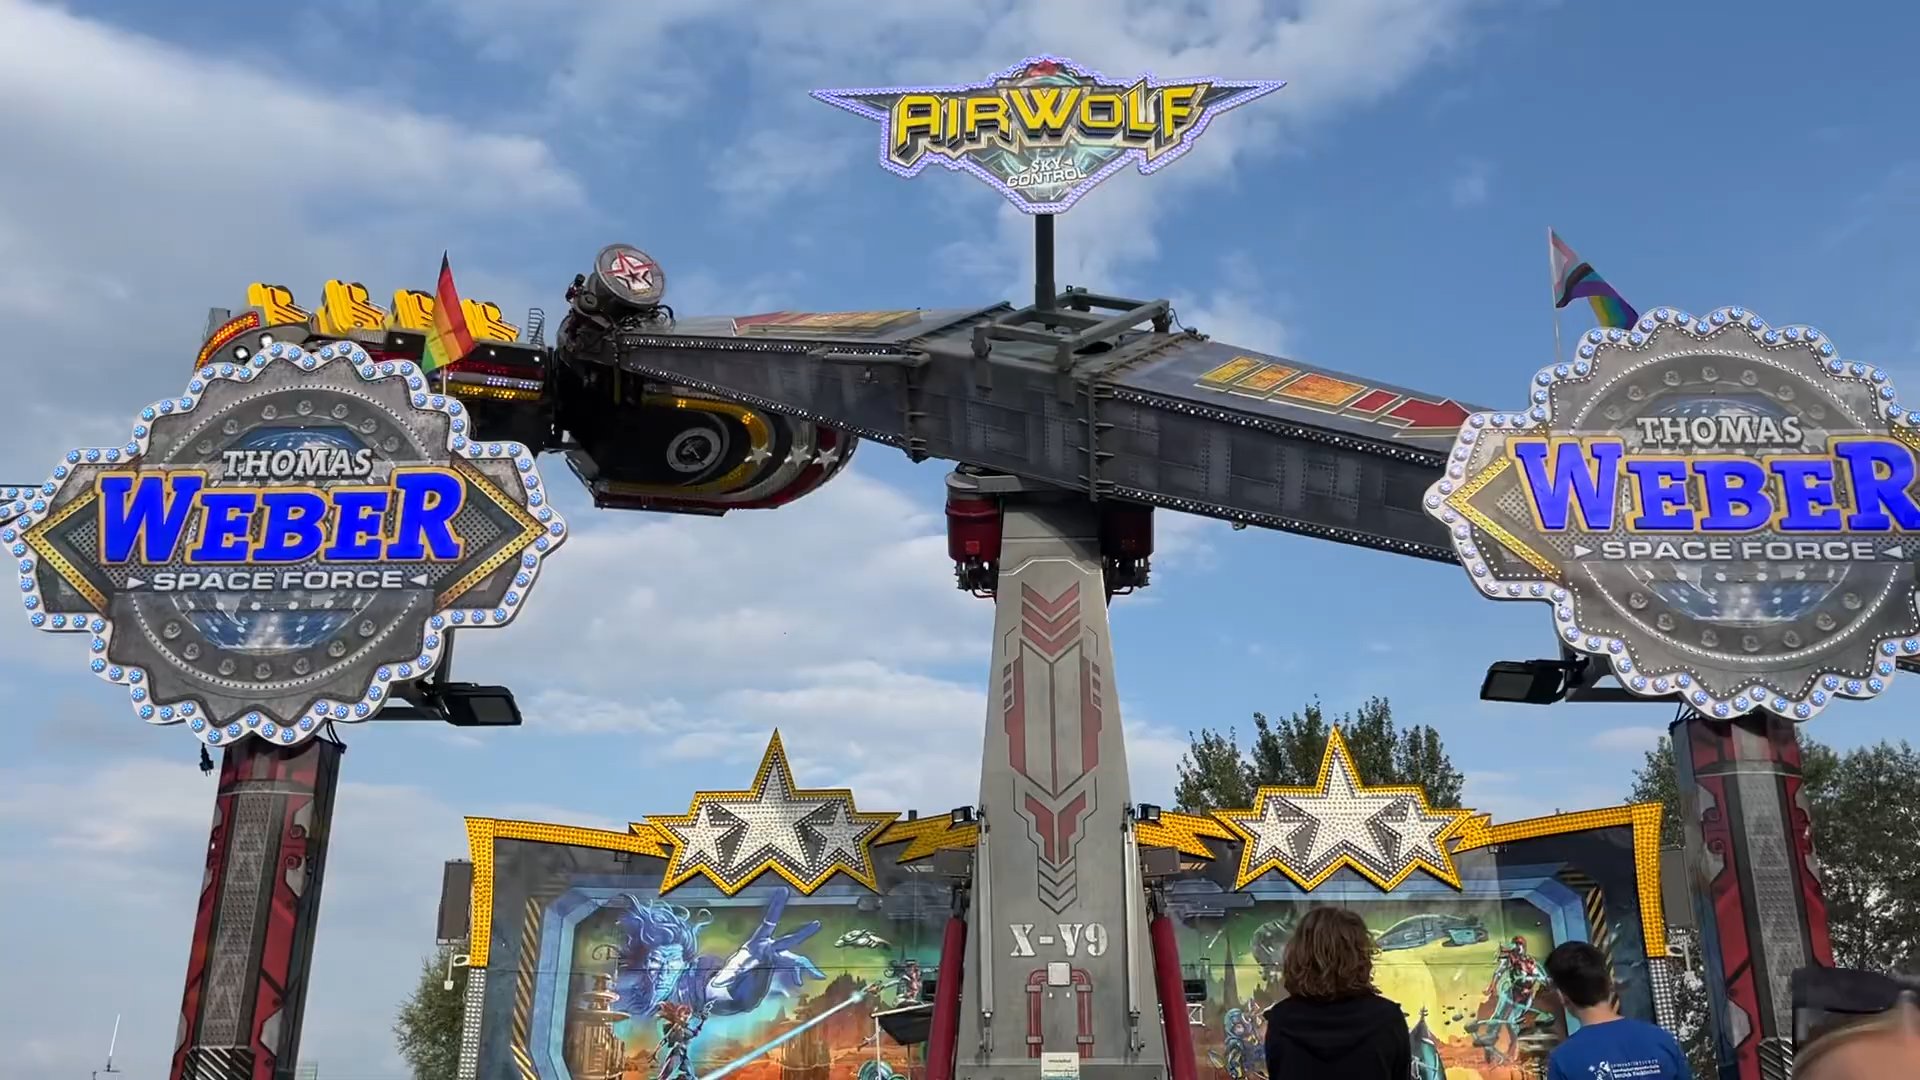 AIRWOLF
SKY
CONTROL
THOMAS
WEBER
SPACE FORCE
THOMAS
WEBER
SPACE FORCE
X-V9